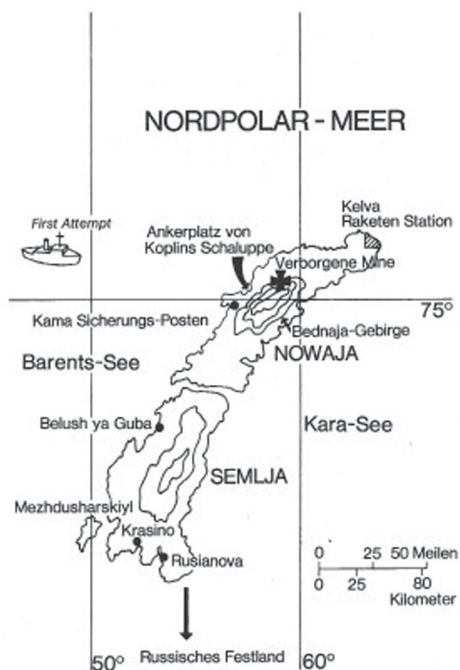 NORDPOLAR - MEER
First Attempt
Kelva
Raketen Station
Ankerplatz von
Koplins Schaluppe
Verborgene Mine
75°
Kama Sicherungs-Posten
Bednaja-Gebirge
NOWAJA
Barents-See
Kara-See
Belush ya Guba
SEMLJA
Mezhdusharskiyl
Krasino
Rusianova
0 25 50 Meilen
0 25 80
Kilometer
50° Russisches Festland 60°